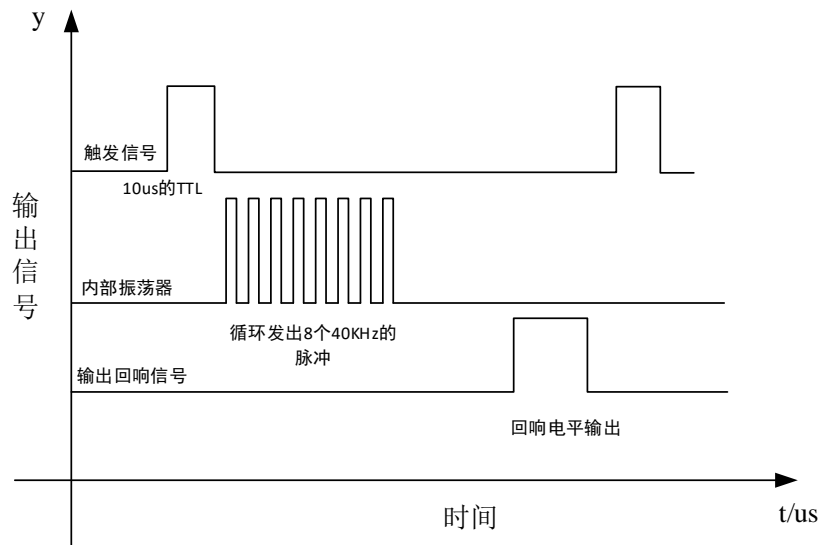 y
触发信号
10us的TTL
输出信号
内部振荡器
循环发出8个40KHz的
脉冲
输出回响信号
回响电平输出
时间
t/us